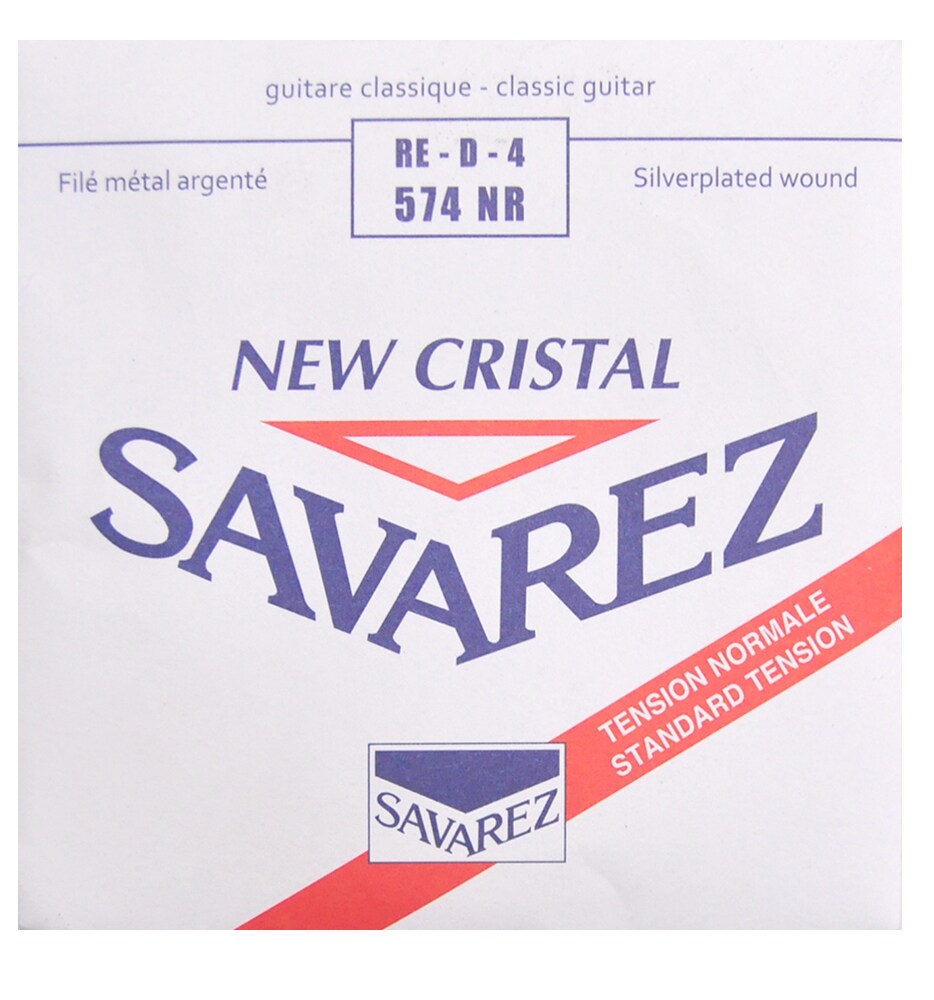 guitare classique - classic guitar
RE - D - 4
574 NR
Filé métal argenté
Silverplated wound
NEW CRISTAL
SAVAREZ
TENSION NORMALE
STANDARD TENSION
SAVAREZ